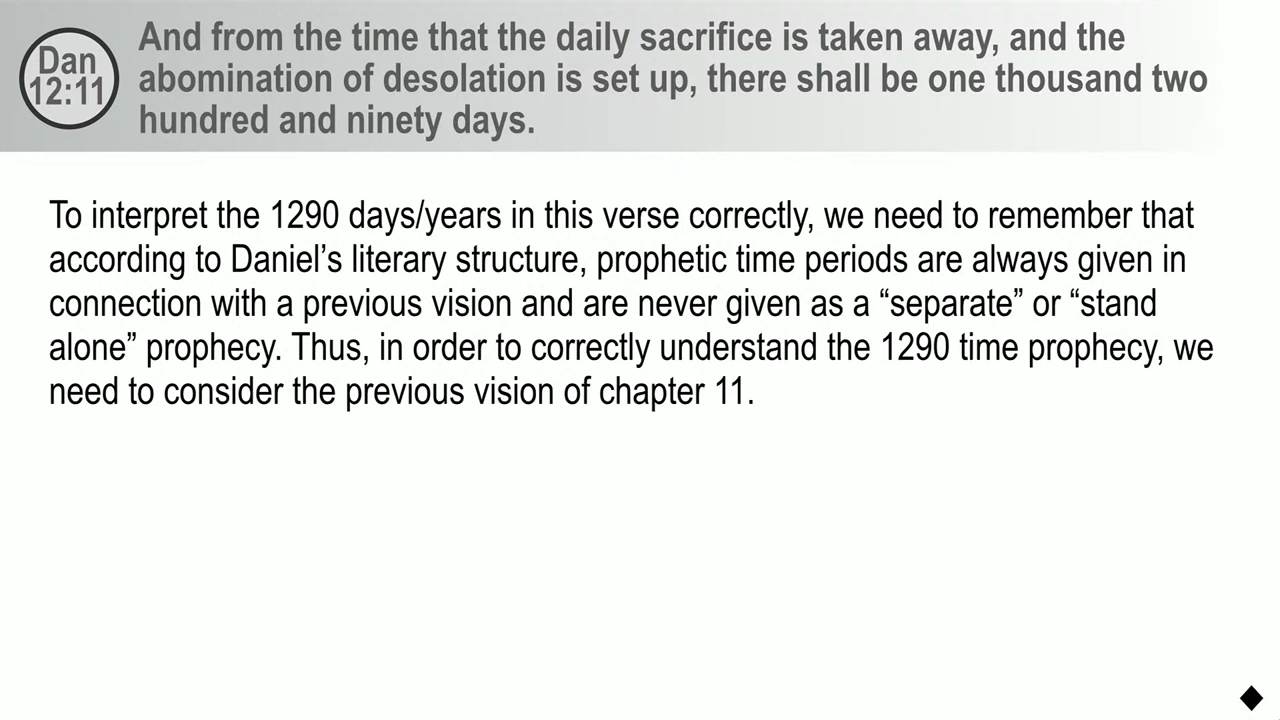 Dan
12:11
And from the time that the daily sacrifice is taken away, and the
abomination of desolation is set up, there shall be one thousand two
hundred and ninety days.
To interpret the 1290 days/years in this verse correctly, we need to remember that
according to Daniel’s literary structure, prophetic time periods are always given in
connection with a previous vision and are never given as a “separate” or “stand
alone” prophecy. Thus, in order to correctly understand the 1290 time prophecy, we
need to consider the previous vision of chapter 11.